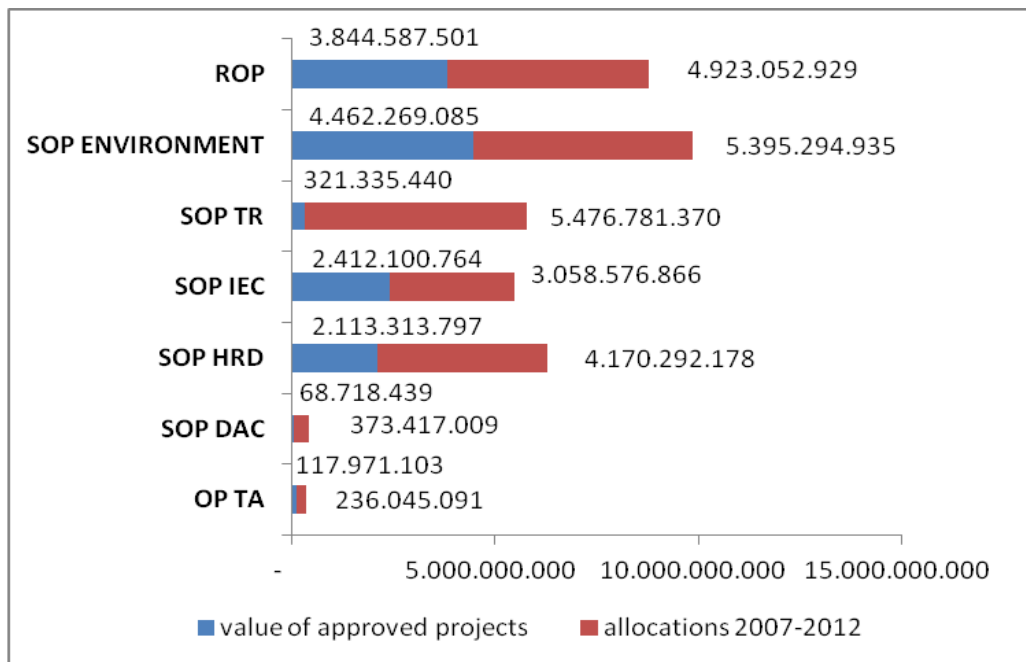 3.844.587.501
ROP
4.923.052.929
4.462.269.085
SOP ENVIRONMENT
5.395.294.935
321.335.440
SOP TR
5.476.781.370
2.412.100.764
SOP IEC
3.058.576.866
2.113.313.797
SOP HRD
4.170.292.178
68.718.439
SOP DAC
373.417.009
117.971.103
OP TA
236.045.091
- 5.000.000.000 10.000.000.000 15.000.000.000
value of approved projects allocations 2007-2012